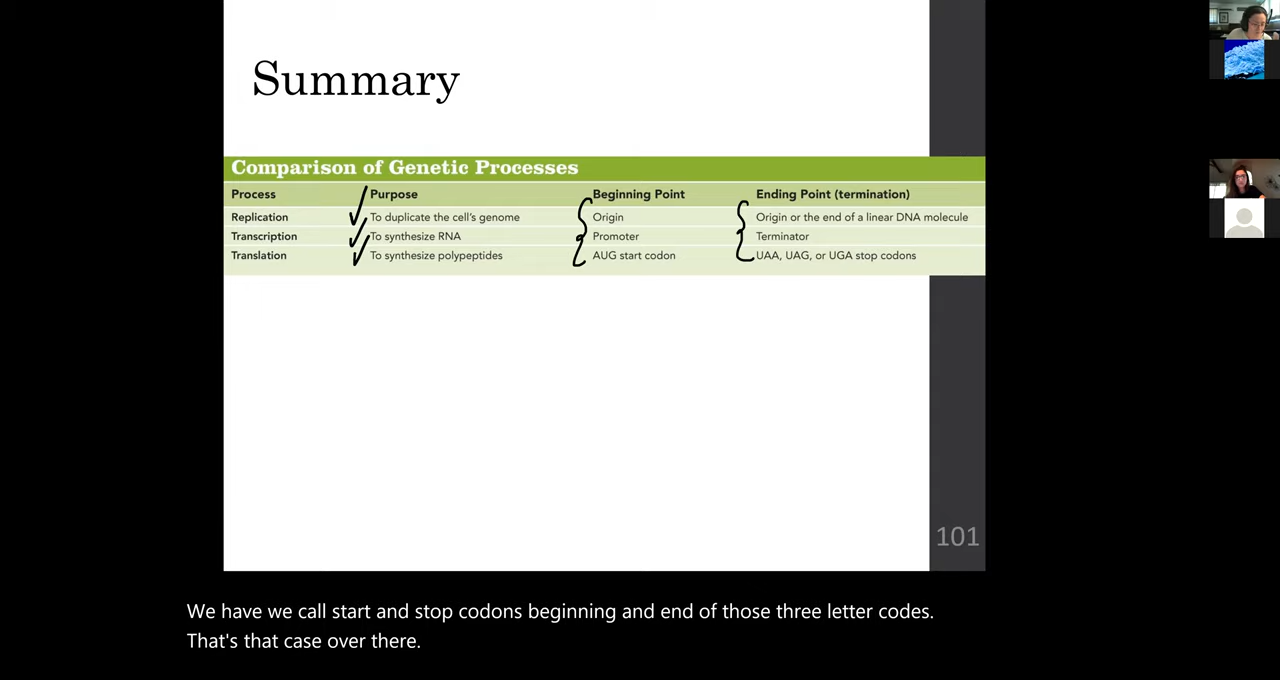 Summary
Comparison of Genetic Processes
Process Purpose Beginning Point Ending Point (termination)
Replication To duplicate the cell's genome Origin Origin or the end of a linear DNA molecule
Transcription To synthesize RNA Promoter Terminator
Translation To synthesize polypeptides AUG start codon UAA, UAG, or UGA stop codons
101
We have we call start and stop codons beginning and end of those three letter codes.
That's that case over there.